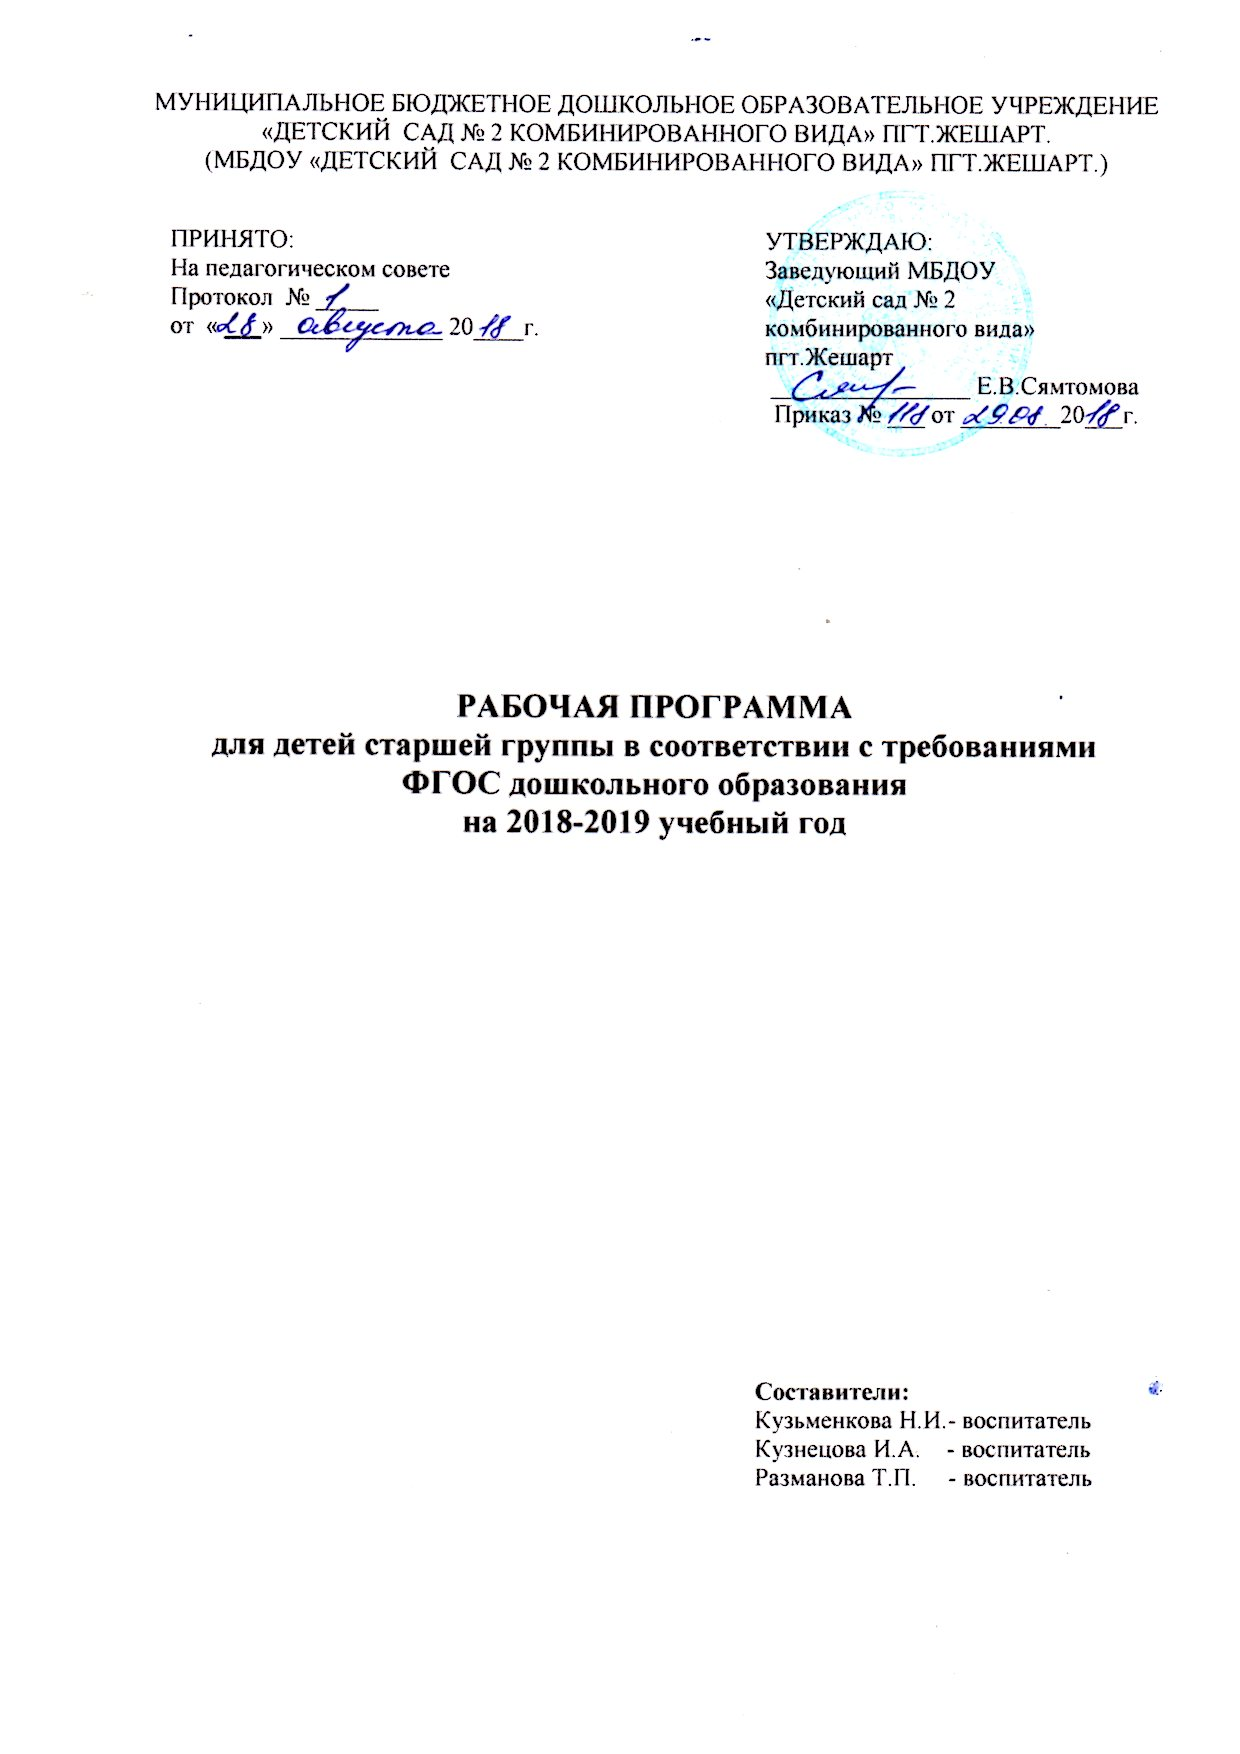 МУНИЦИПАЛЬНОЕ БЮДЖЕТНОЕ ДОШКОЛЬНОЕ ОБРАЗОВАТЕЛЬНОЕ УЧРЕЖДЕНИЕ
«ДЕТСКИЙ САД № 2 КОМБИНИРОВАННОГО ВИДА» ПГТ.ЖЕШАРТ.
(МБДОУ «ДЕТСКИЙ САД № 2 КОМБИНИРОВАННОГО ВИДА» ПГТ.ЖЕШАРТ.)
ПРИНЯТО:
На педагогическом совете
Протокол № 1
от «28» августа 2018 г.
УТВЕРЖДАЮ:
Заведующий МБДОУ
«Детский сад № 2
комбинированного вида»
пгт.Жешарт
Е.В.Сямтомова
Приказ № 118 от 29.08. 2018 г.
РАБОЧАЯ ПРОГРАММА
для детей старшей группы в соответствии с требованиями
ФГОС дошкольного образования
на 2018-2019 учебный год
Составители:
Кузьменкова Н.И.- воспитатель
Кузнецова И.А. - воспитатель
Разманова Т.П. - воспитатель